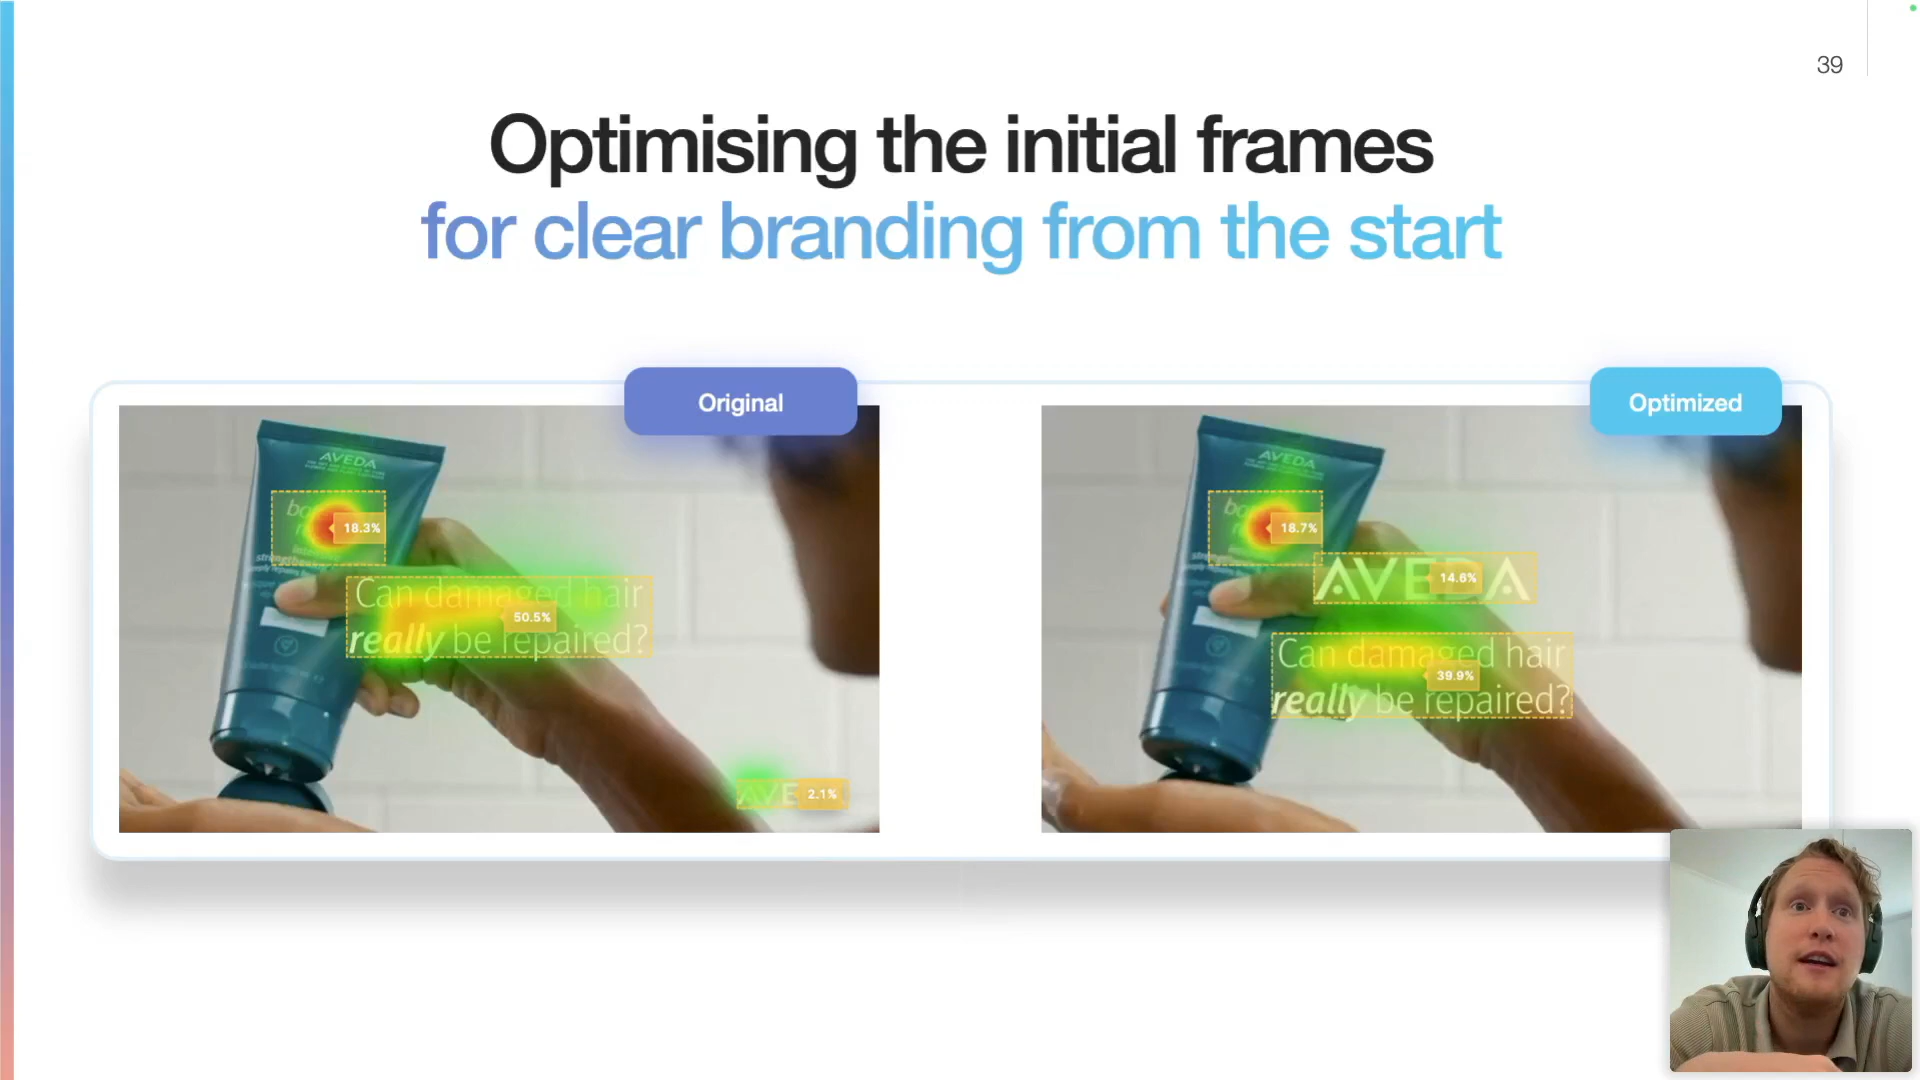 39
Optimising the initial frames
for clear branding from the start
Original
Optimized
AVEDA
18.3%
Can damaged hair
50.5%
really be repaired?
AVE
2.1%
AVEDA
18.7%
AVEDA
14.6%
Can damaged hair
39.9%
really be repaired?